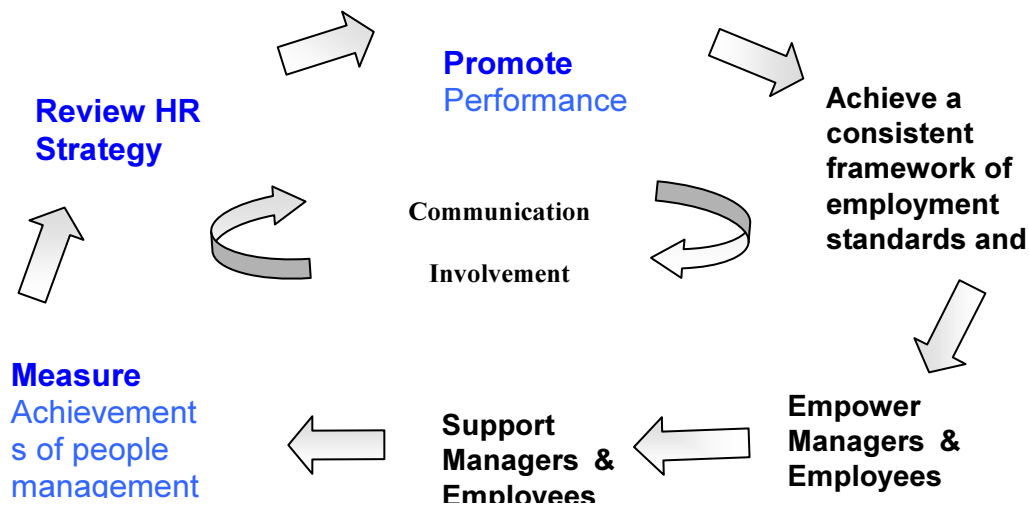 Review HR
Strategy
Promote
Performance
Achieve a
consistent
framework of
employment
standards and
Communication
Involvement
Empower
Managers & 
Employees
Support
Managers &
Employees
Measure
Achievement
s of people
management